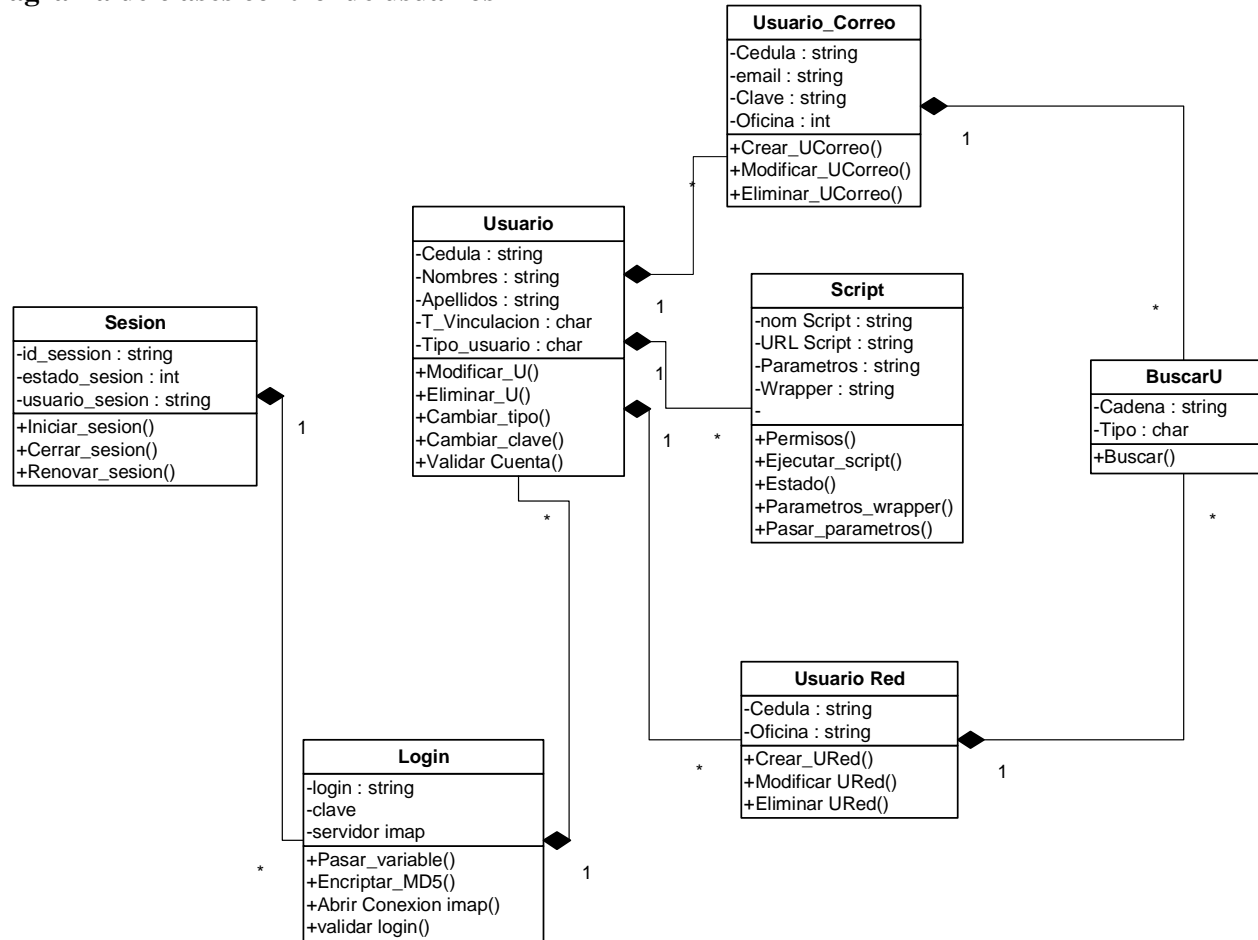 Usuario_Correo
-Cedula : string
-email : string
-Clave : string
-Oficina : int
+Crear_UCorreo()
+Modificar_UCorreo()
+Eliminar_UCorreo()
1
*
Usuario
-Cedula : string
-Nombres : string
-Apellidos : string
-T_Vinculacion : char
-Tipo_usuario : char
+Modificar_U()
+Eliminar_U()
+Cambiar_tipo()
+Cambiar_clave()
+Validar Cuenta()
1
1
1
*
Script
-nom Script : string
-URL Script : string
-Parametros : string
-Wrapper : string
-
+Permisos()
+Ejecutar_script()
+Estado()
+Parametros_wrapper()
+Pasar_parametros()
*
Sesion
-id_session : string
-estado_sesion : int
-usuario_sesion : string
+Iniciar_sesion()
+Cerrar_sesion()
+Renovar_sesion()
1
*
BuscarU
-Cadena : string
-Tipo : char
+Buscar()
*
Usuario Red
-Cedula : string
-Oficina : string
+Crear_URed()
+Modificar URed()
+Eliminar URed()
*
1
Login
-login : string
-clave
-servidor imap
+Pasar_variable()
+Encriptar_MD5()
+Abrir Conexion imap()
+validar login()
*
1